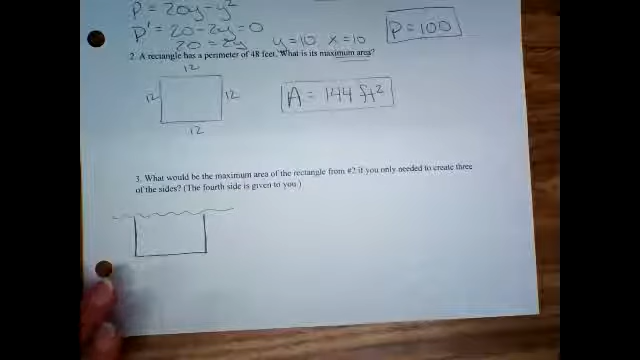 P = 20y - y²
P' = 20 - 2y = 0
20 = 2y y = 10 x = 10
P = 100
2. A rectangle has a perimeter of 48 feet. What is its maximum area?
12
12
12
12
A = 144 ft²
3. What would be the maximum area of the rectangle from #2 if you only needed to create three
of the sides? (The fourth side is given to you.)